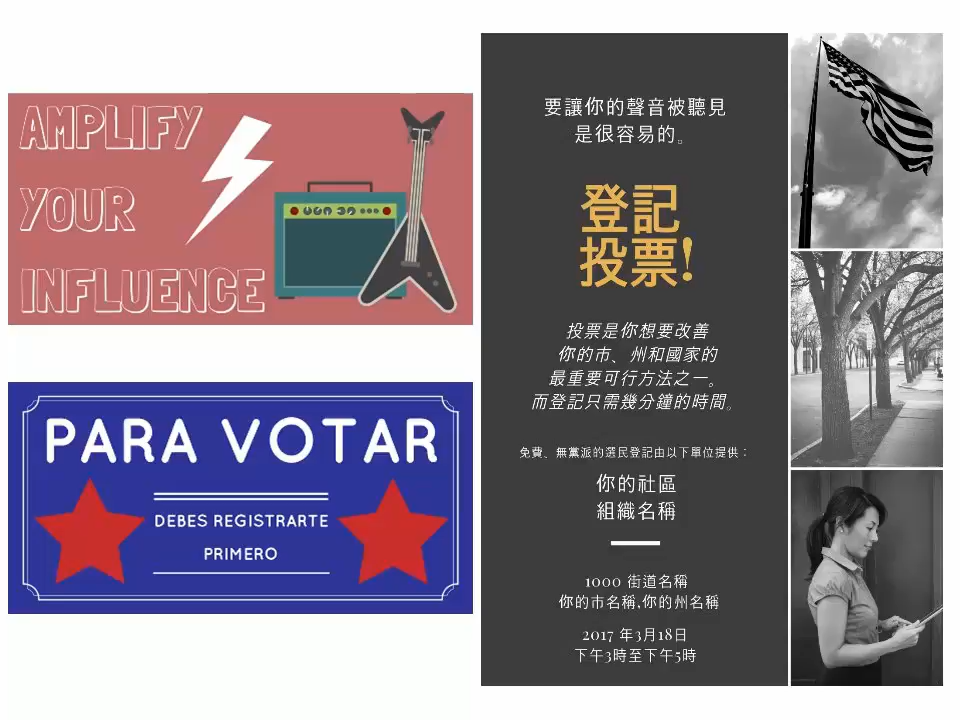 AMPLIFY
YOUR
INFLUENCE
PARA VOTAR
DEBES REGISTRARTE
PRIMERO
要讓你的聲音被聽見
是很容易的。
登記
投票!
投票是你想要改善
你的市、州和國家的
最重要可行方法之一。
而登記只需幾分鐘的時間。
免費、無黨派的選民登記由以下單位提供：
你的社區
組織名稱
1000 街道名稱
你的市名稱,你的州名稱
2017 年3月18日
下午3時至下午5時